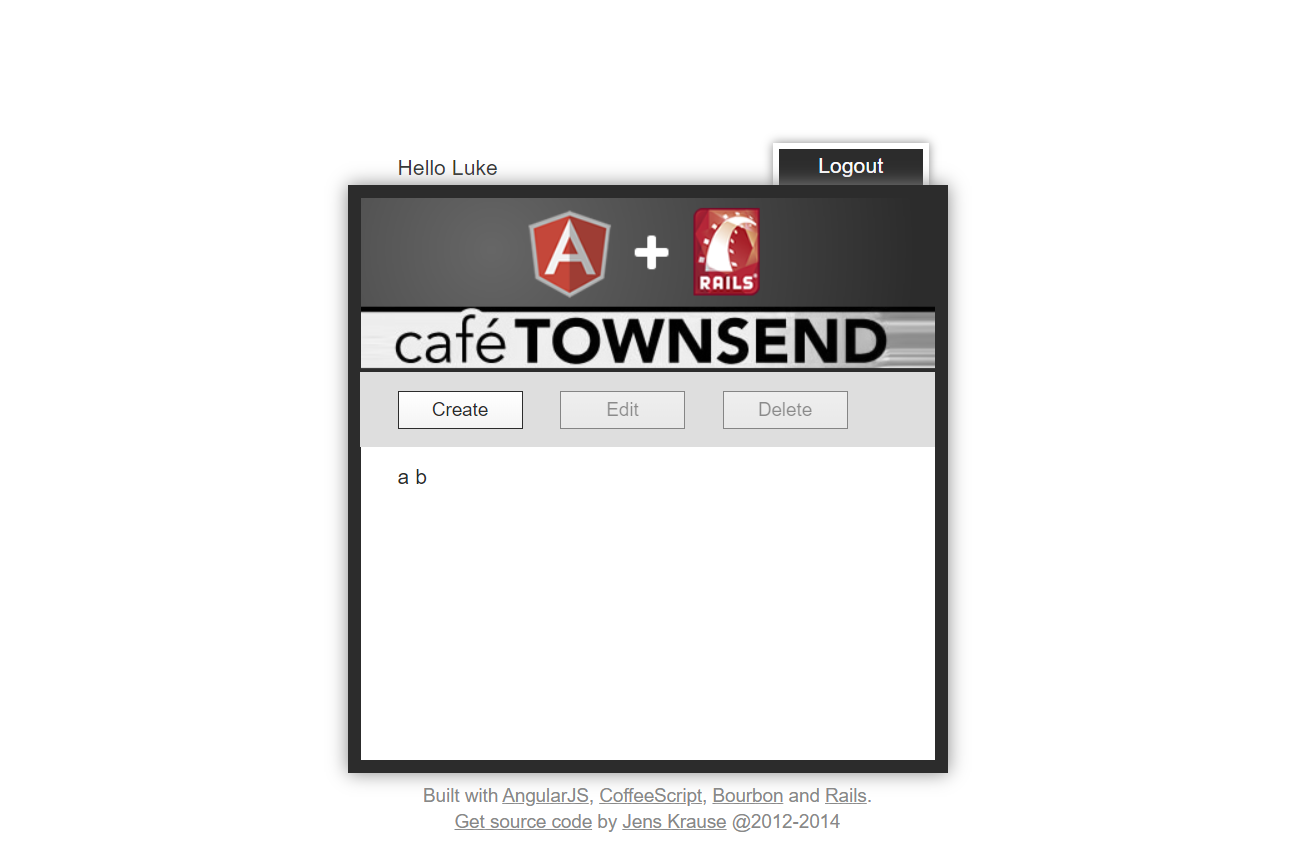 Hello Luke
Logout
A
RAILS
café TOWNSEND
Create
Edit
Delete
a b
Built with AngularJS, CoffeeScript, Bourbon and Rails.
Get source code by Jens Krause @2012-2014